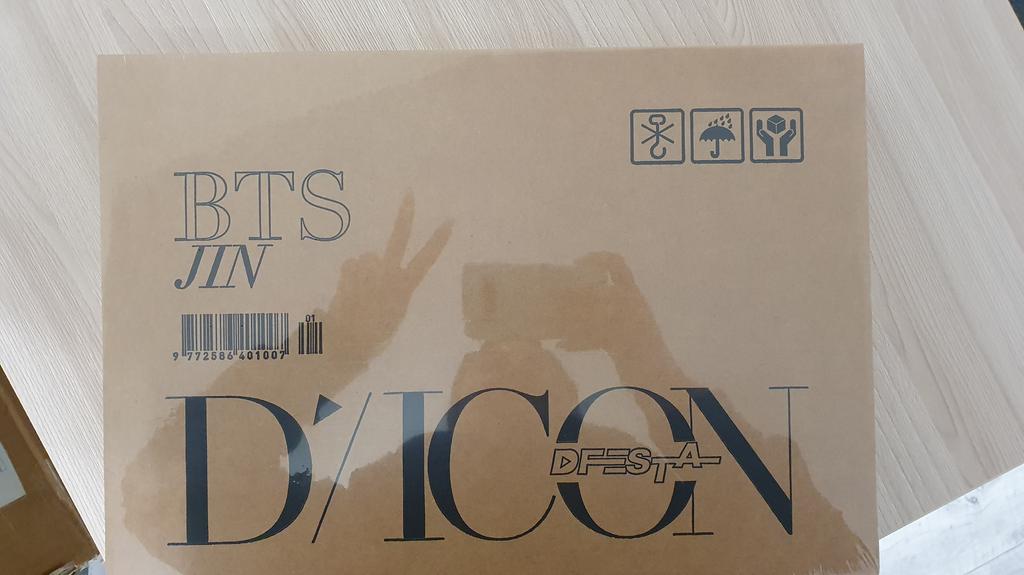 BTS
JIN
01
9 772586 401007
D'/ICON
DFESTA